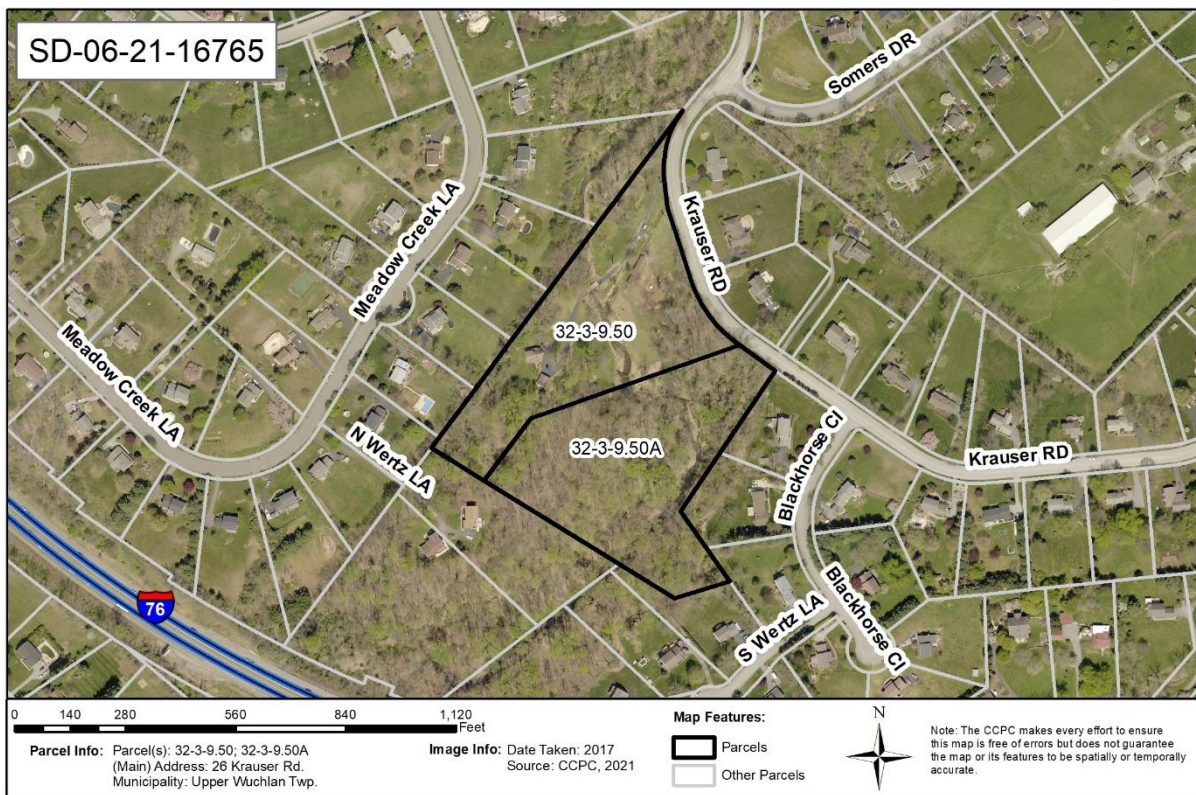 SD-06-21-16765
Somers DR
Meadow Creek LA
Krauser RD
32-3-9.50
Meadow Creek LA
N Wertz LA
32-3-9.50A
Blackhorse CI
Krauser RD
Blackhorse CI
S Wertz LA
76
0 140 280 560 840 1,120
Feet
Parcel Info: Parcel(s): 32-3-9.50; 32-3-9.50A
(Main) Address: 26 Krauser Rd.
Municipality: Upper Wuchlan Twp.
Image Info: Date Taken: 2017
Source: CCPC, 2021
Map Features:
Parcels
Other Parcels
N
Note: The CCPC makes every effort to ensure
this map is free of errors but does not guarantee
the map or its features to be spatially or temporally
accurate.